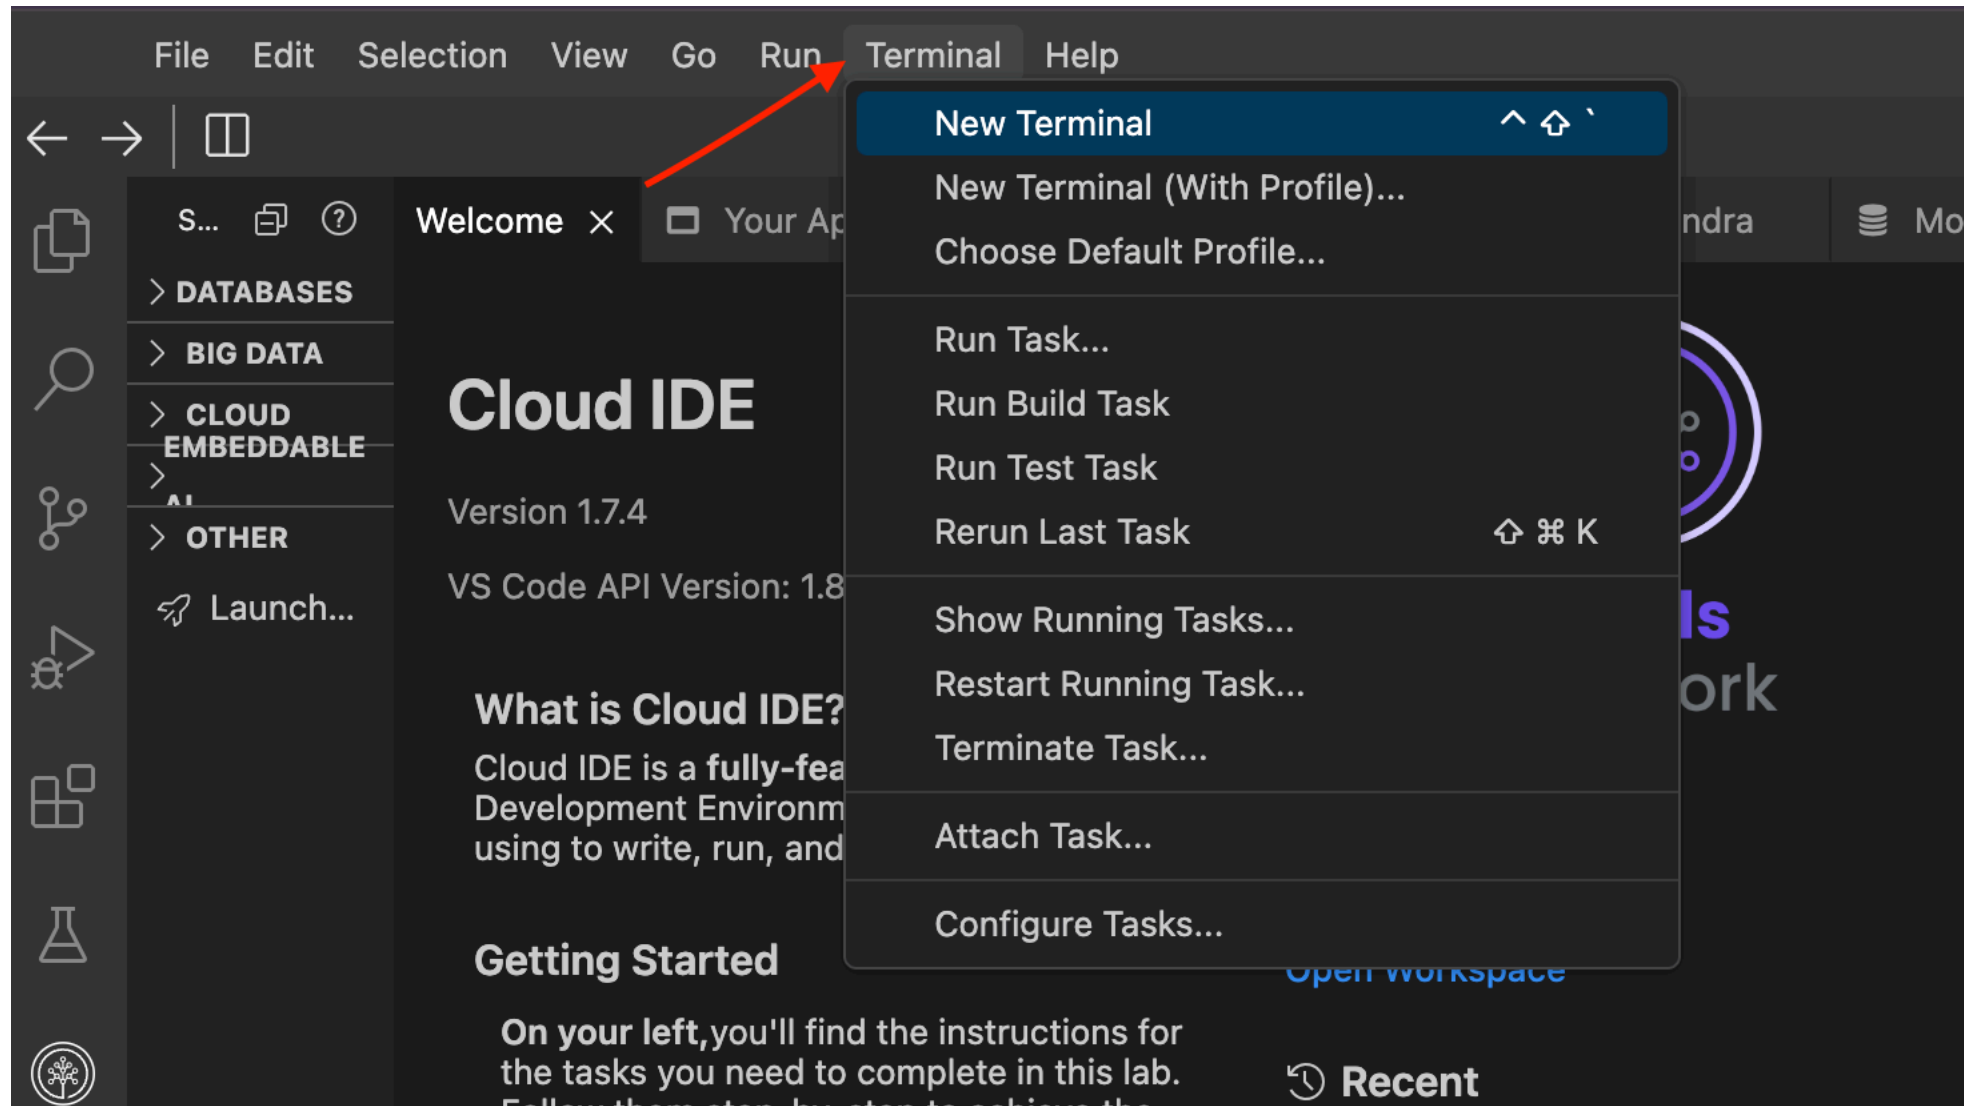 File Edit Selection View Go Run Terminal Help
New Terminal ^ ⇧ `
New Terminal (With Profile)...
Choose Default Profile...
Run Task...
Run Build Task
Run Test Task
Rerun Last Task ⇧ ⌘ K
Show Running Tasks...
Restart Running Task...
Terminate Task...
Attach Task...
Configure Tasks...
S...
DATABASES
BIG DATA
CLOUD
EMBEDDABLE
AI
OTHER
Launch...
Welcome
Your Ap
ndra
Mo
Cloud IDE
Version 1.7.4
VS Code API Version: 1.8
What is Cloud IDE?
Cloud IDE is a fully-fea
Development Environm
using to write, run, and
Getting Started
On your left,you'll find the instructions for
the tasks you need to complete in this lab.
ls
ork
Open Workspace
Recent